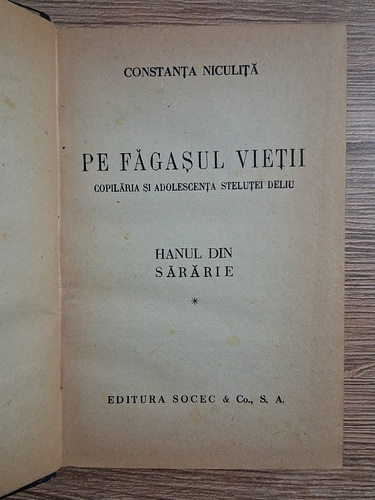 CONSTANȚA NICULIȚĂ
PE FĂGAȘUL VIEȚII
COPILĂRIA ȘI ADOLESCENȚA STELUȚEI DELIU
HANUL DIN
SĂRĂRIE
*
EDITURA SOCEC & Co., S. A.